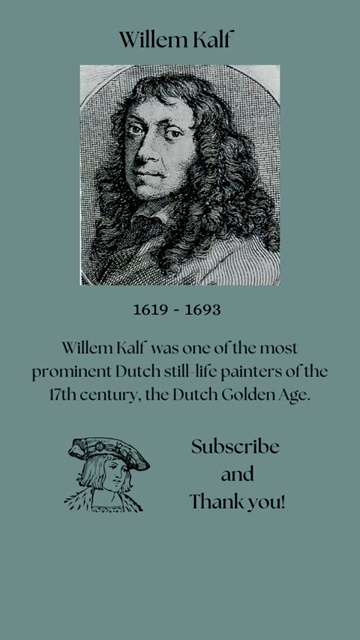 Willem Kalf
1619 - 1693
Willem Kalf was one of the most
prominent Dutch still-life painters of the
17th century, the Dutch Golden Age.
Subscribe
and
Thank you!